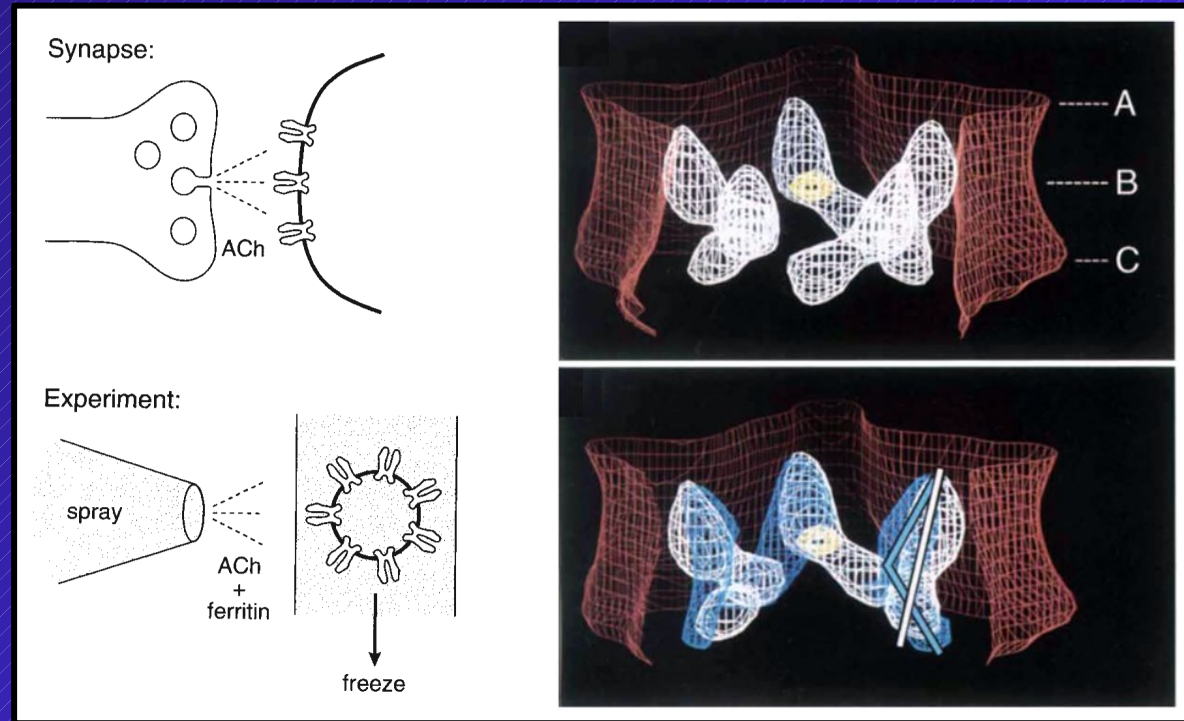 Synapse:
ACh
A
B
C
Experiment:
spray
ACh
+
ferritin
freeze